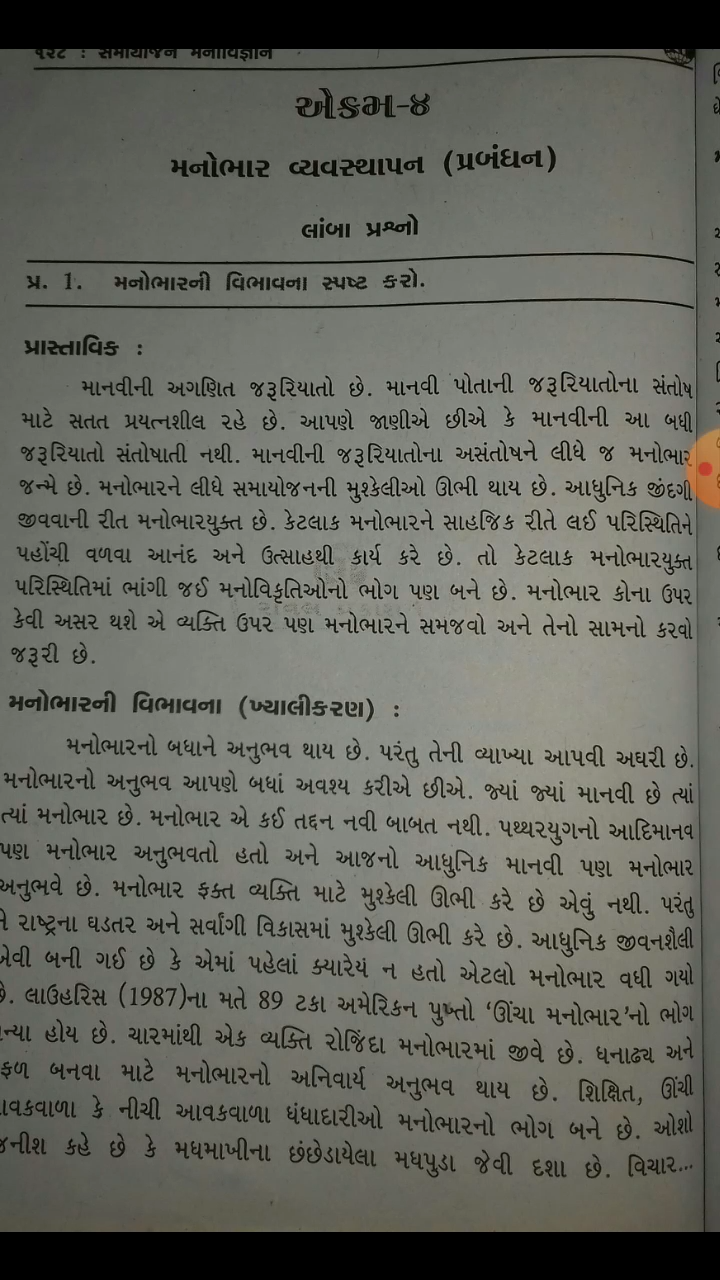 ૧૨૮ : સમાયોજન મનોવિજ્ઞાન
એકમ-૪
મનોભાર વ્યવસ્થાપન (પ્રબંધન)
લાંબા પ્રશ્નો
પ્ર. 1. મનોભારની વિભાવના સ્પષ્ટ કરો.
પ્રાસ્તાવિક :
માનવીની અગણિત જરૂરિયાતો છે. માનવી પોતાની જરૂરિયાતોના સંતોષ
માટે સતત પ્રયત્નશીલ રહે છે. આપણે જાણીએ છીએ કે માનવીની આ બધી
જરૂરિયાતો સંતોષાતી નથી. માનવીની જરૂરિયાતોના અસંતોષને લીધે જ મનોભાર
જન્મે છે. મનોભારને લીધે સમાયોજનની મુશ્કેલીઓ ઊભી થાય છે. આધુનિક જીંદગી
જીવવાની રીત મનોભારયુક્ત છે. કેટલાક મનોભારને સાહજિક રીતે લઈ પરિસ્થિતિને
પહોંચી વળવા આનંદ અને ઉત્સાહથી કાર્ય કરે છે. તો કેટલાક મનોભારયુક્ત
પરિસ્થિતિમાં ભાંગી જઈ મનોવિકૃતિઓનો ભોગ પણ બને છે. મનોભાર કોના ઉપર
કેવી અસર થશે એ વ્યક્તિ ઉપર પણ મનોભારને સમજવો અને તેનો સામનો કરવો
જરૂરી છે.
મનોભારની વિભાવના (ખ્યાલીકરણ) :
મનોભારનો બધાને અનુભવ થાય છે. પરંતુ તેની વ્યાખ્યા આપવી અઘરી છે.
મનોભારનો અનુભવ આપણે બધાં અવશ્ય કરીએ છીએ. જ્યાં જ્યાં માનવી છે ત્યાં
ત્યાં મનોભાર છે. મનોભાર એ કઈ તદ્દન નવી બાબત નથી. પથ્થરયુગનો આદિમાનવ
પણ મનોભાર અનુભવતો હતો અને આજનો આધુનિક માનવી પણ મનોભાર
અનુભવે છે. મનોભાર ફક્ત વ્યક્તિ માટે મુશ્કેલી ઊભી કરે છે એવું નથી. પરંતુ
રાષ્ટ્રના ઘડતર અને સર્વાંગી વિકાસમાં મુશ્કેલી ઊભી કરે છે. આધુનિક જીવનશૈલી
એવી બની ગઈ છે કે એમાં પહેલાં ક્યારેયં ન હતો એટલો મનોભાર વધી ગયો
છે. લાઉહરિસ (1987)ના મતે 89 ટકા અમેરિકન પુખ્તો ‘ઊંચા મનોભાર’નો ભોગ
ન્યા હોય છે. ચારમાંથી એક વ્યક્તિ રોજિંદા મનોભારમાં જીવે છે. ધનાઢ્ય અને
ફળ બનવા માટે મનોભારનો અનિવાર્ય અનુભવ થાય છે. શિક્ષિત, ઊંચી
ાવકવાળા કે નીચી આવકવાળા ધંધાદારીઓ મનોભારનો ભોગ બને છે. ઓશો
જનીશ કહે છે કે મધમાખીના છંછેડાયેલા મધપુડા જેવી દશા છે. વિચાર...